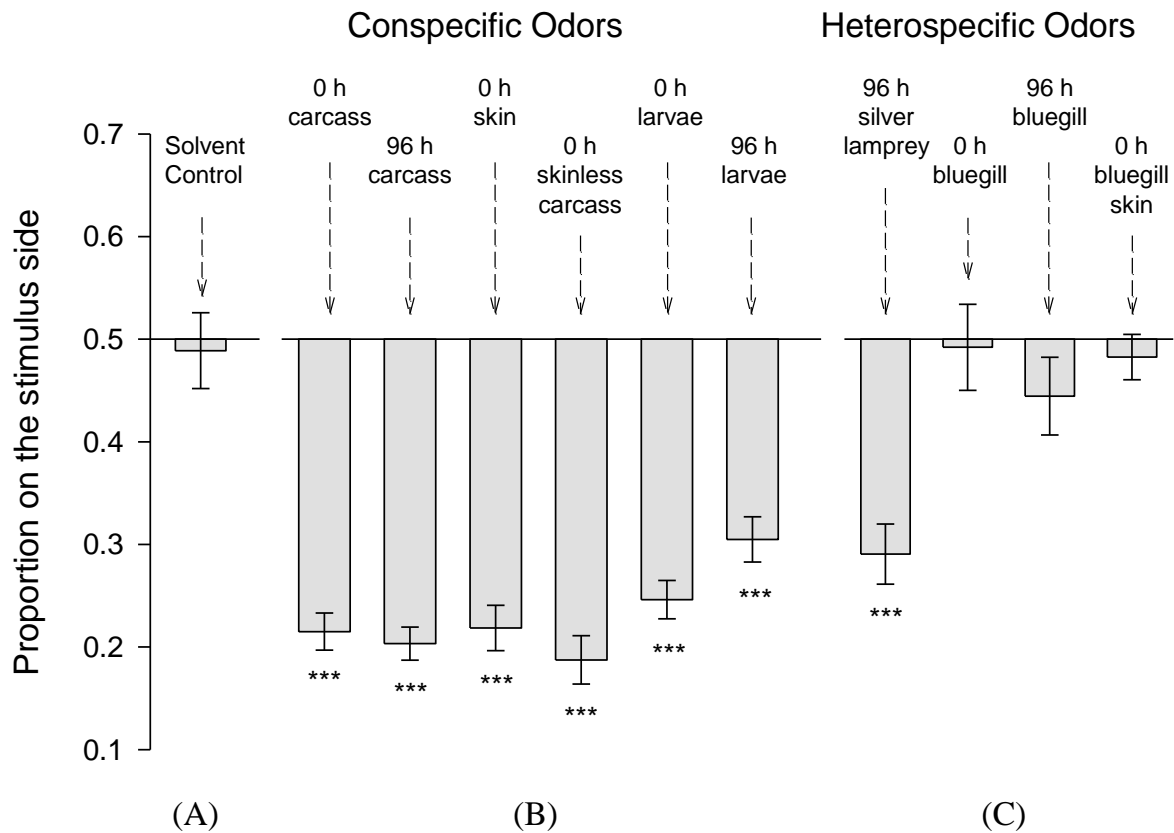 Conspecific Odors
Heterospecific Odors
Solvent
Control
0 h
carcass
96 h
carcass
0 h
skin
0 h
skinless
carcass
0 h
larvae
96 h
larvae
96 h
silver
lamprey
0 h
bluegill
96 h
bluegill
0 h
bluegill
skin
Proportion on the stimulus side
0.7
0.6
0.5
0.4
0.3
0.2
0.1
***
***
***
***
***
***
***
(A)
(B)
(C)